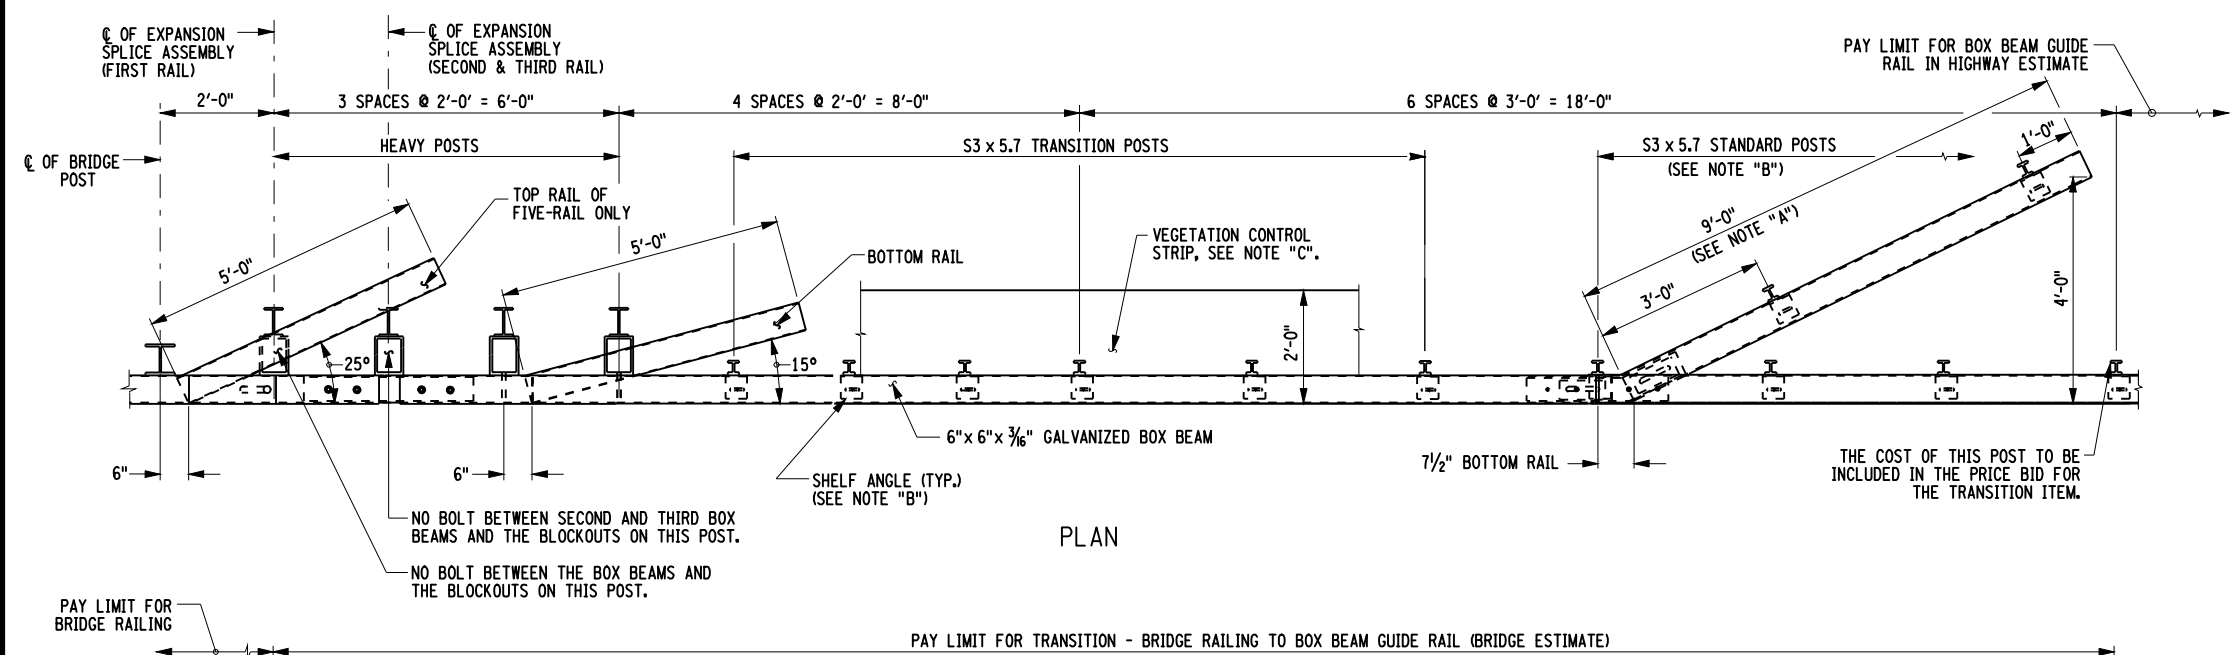 ℄ OF EXPANSION
SPLICE ASSEMBLY
(FIRST RAIL)
℄ OF EXPANSION
SPLICE ASSEMBLY
(SECOND & THIRD RAIL)
PAY LIMIT FOR BOX BEAM GUIDE
RAIL IN HIGHWAY ESTIMATE
2'-0"
3 SPACES @ 2'-0' = 6'-0"
4 SPACES @ 2'-0' = 8'-0"
6 SPACES @ 3'-0' = 18'-0"
HEAVY POSTS
S3 x 5.7 TRANSITION POSTS
S3 x 5.7 STANDARD POSTS
(SEE NOTE "B")
1'-0"
℄ OF BRIDGE
POST
TOP RAIL OF
FIVE-RAIL ONLY
5'-0"
5'-0"
BOTTOM RAIL
VEGETATION CONTROL
STRIP, SEE NOTE "C".
9'-0"
(SEE NOTE "A")
3'-0"
4'-0"
2'-0"
25°
15°
6"
6"
6"x 6"x 3/16" GALVANIZED BOX BEAM
SHELF ANGLE (TYP.)
(SEE NOTE "B")
7½" BOTTOM RAIL
THE COST OF THIS POST TO BE
INCLUDED IN THE PRICE BID FOR
THE TRANSITION ITEM.
NO BOLT BETWEEN SECOND AND THIRD BOX
BEAMS AND THE BLOCKOUTS ON THIS POST.
PLAN
NO BOLT BETWEEN THE BOX BEAMS AND
THE BLOCKOUTS ON THIS POST.
PAY LIMIT FOR
BRIDGE RAILING
PAY LIMIT FOR TRANSITION - BRIDGE RAILING TO BOX BEAM GUIDE RAIL (BRIDGE ESTIMATE)